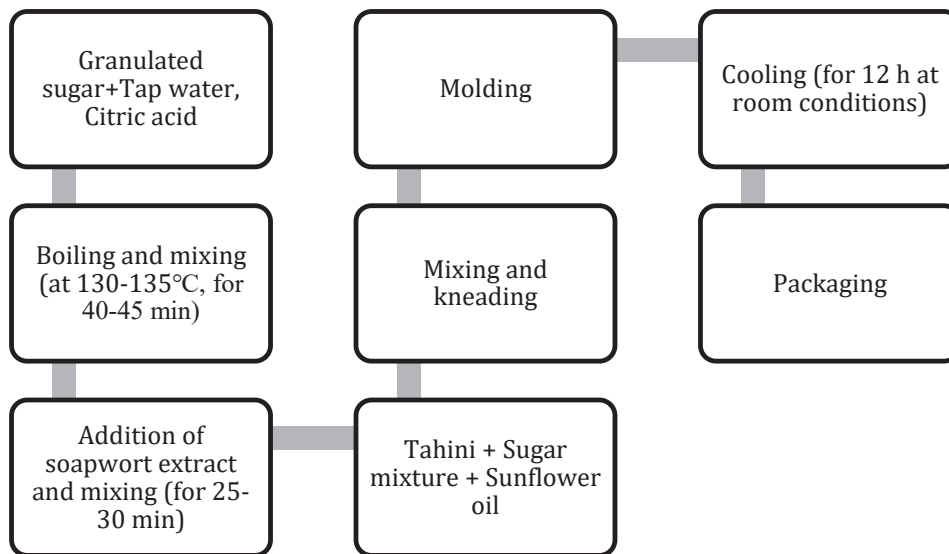 Granulated
sugar+Tap water,
Citric acid
Boiling and mixing
(at 130-135°C, for
40-45 min)
Addition of
soapwort extract
and mixing (for 25-
30 min)
Tahini + Sugar
mixture + Sunflower
oil
Mixing and
kneading
Molding
Cooling (for 12 h at
room conditions)
Packaging